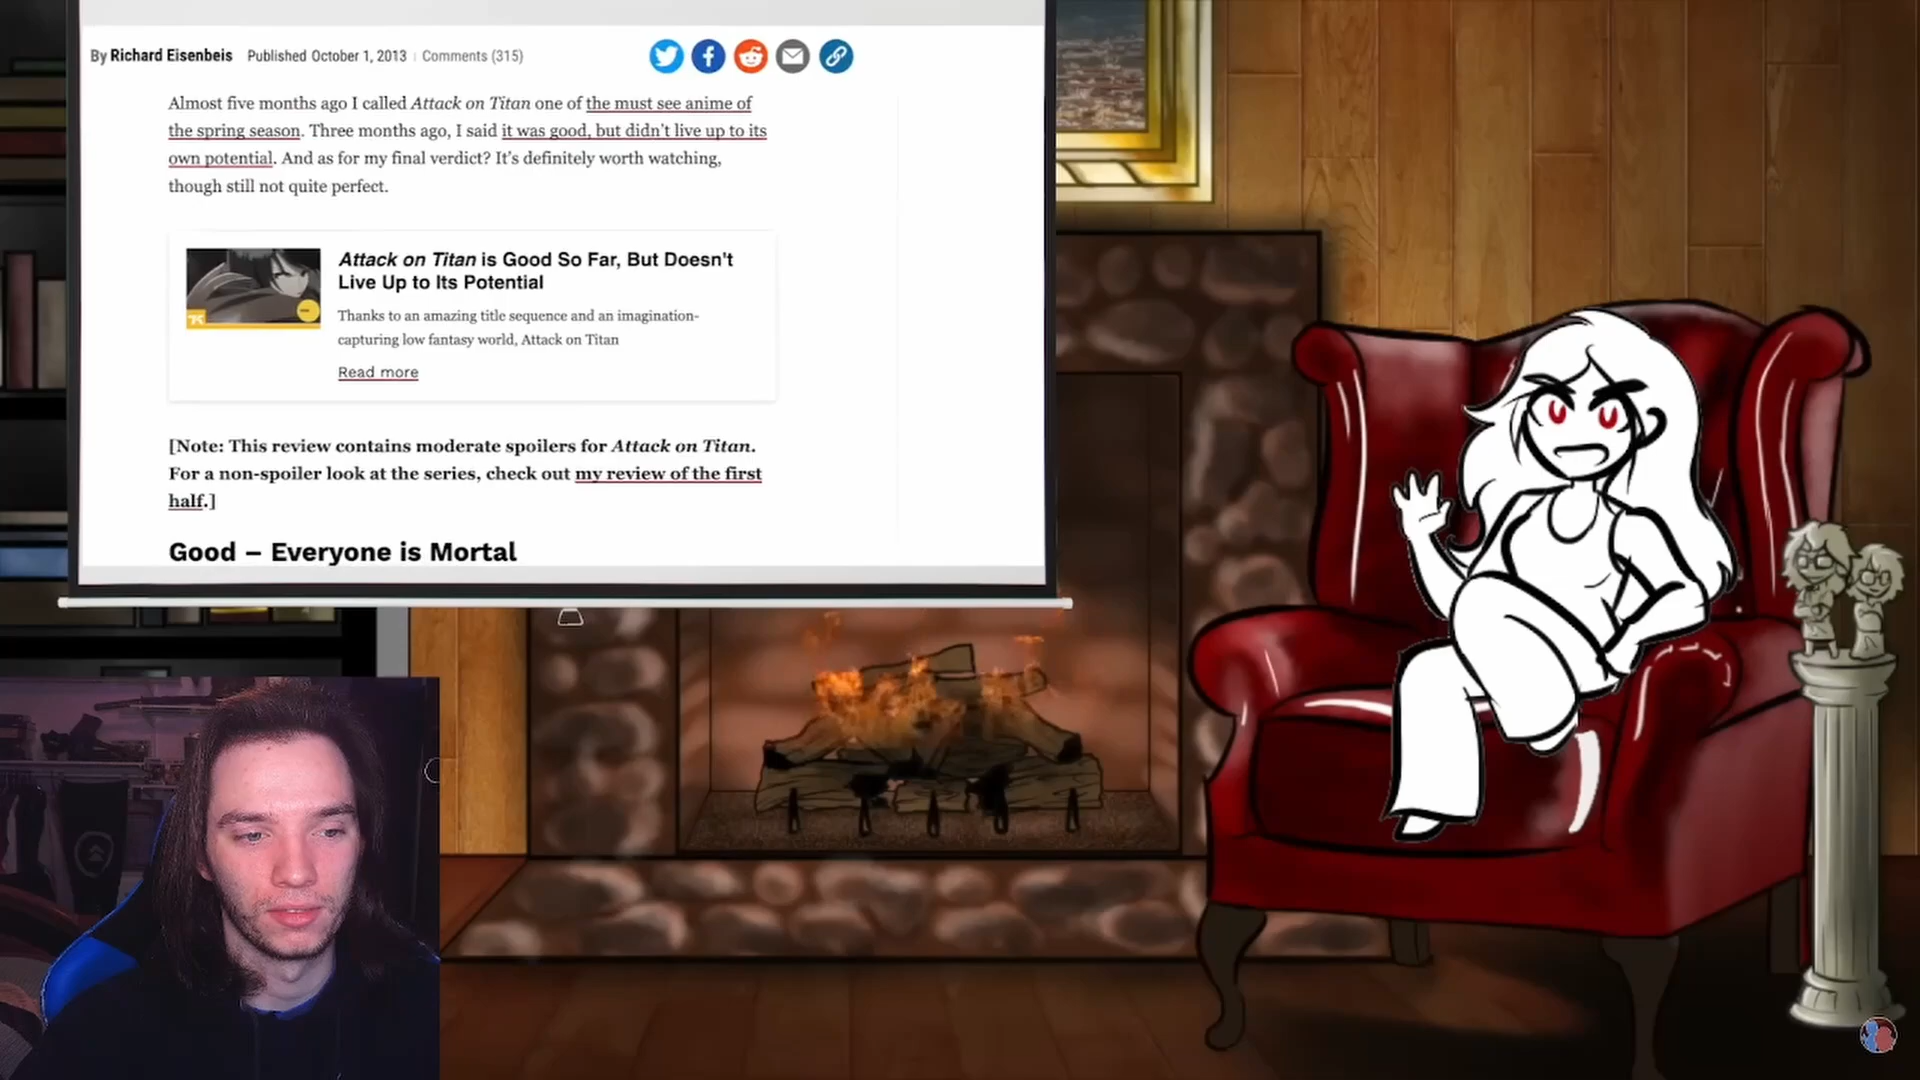 By Richard Eisenbeis Published October 1, 2013 Comments (315)
Almost five months ago I called Attack on Titan one of the must see anime of
the spring season. Three months ago, I said it was good, but didn't live up to its
own potential. And as for my final verdict? It's definitely worth watching,
though still not quite perfect.
Attack on Titan is Good So Far, But Doesn't
Live Up to Its Potential
Thanks to an amazing title sequence and an imagination-
capturing low fantasy world, Attack on Titan
Read more
[Note: This review contains moderate spoilers for Attack on Titan.
For a non-spoiler look at the series, check out my review of the first
half.]
Good – Everyone is Mortal